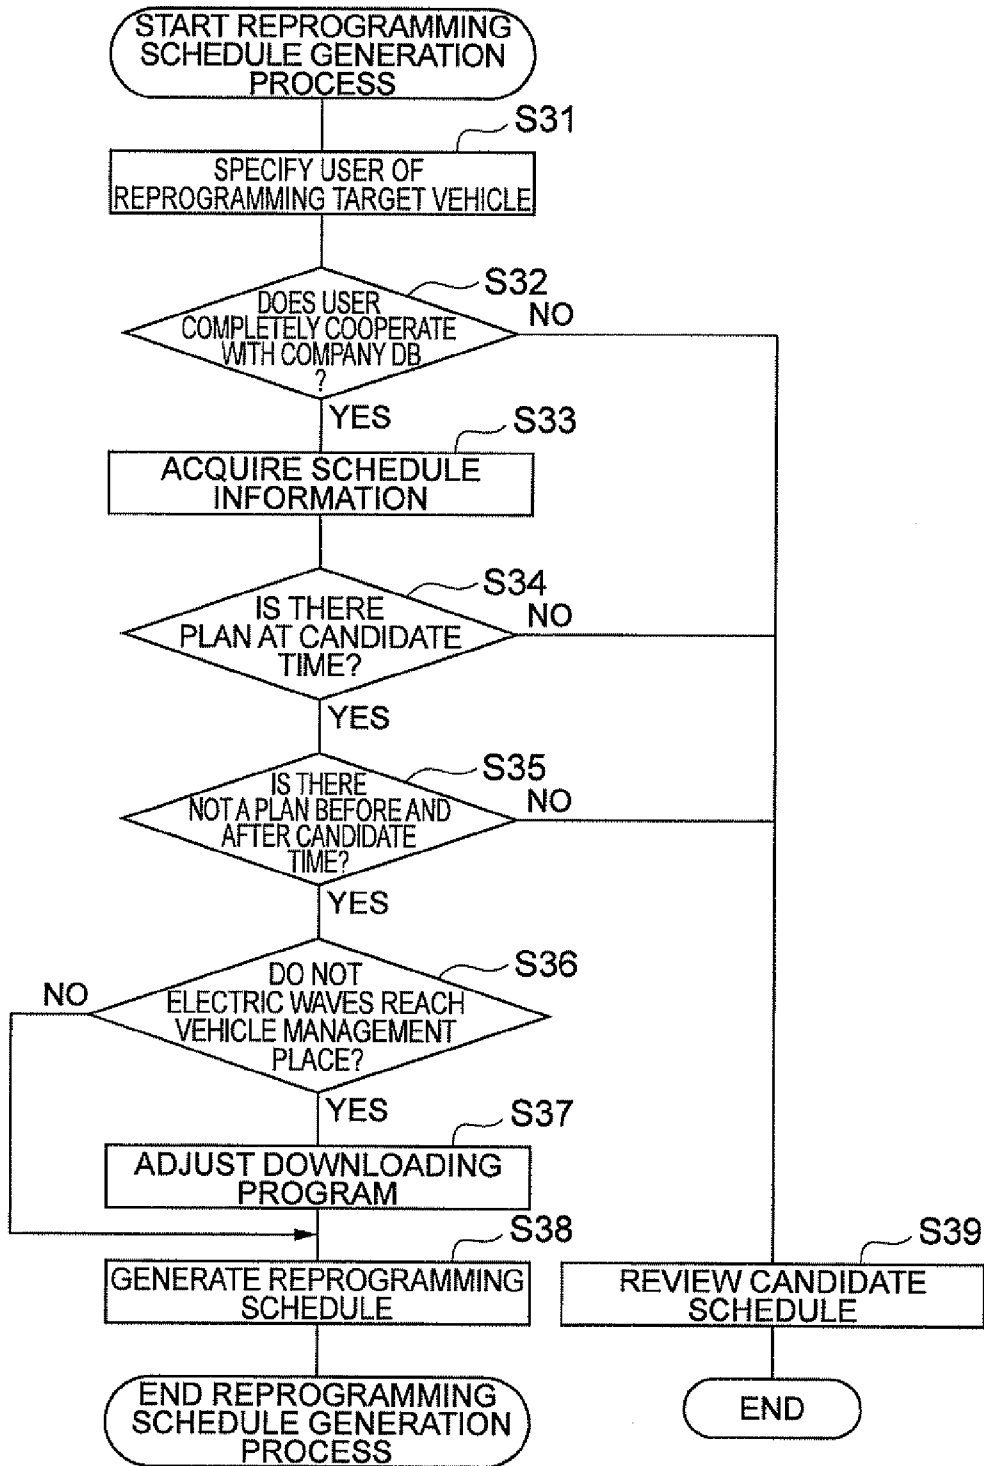 START REPROGRAMMING
SCHEDULE GENERATION
PROCESS
S31
SPECIFY USER OF
REPROGRAMMING TARGET VEHICLE
S32
DOES USER
COMPLETELY COOPERATE
WITH COMPANY DB
?
NO
YES
S33
ACQUIRE SCHEDULE
INFORMATION
S34
IS THERE
PLAN AT CANDIDATE
TIME?
NO
YES
S35
IS THERE
NOT A PLAN BEFORE AND
AFTER CANDIDATE
TIME?
NO
YES
S36
DO NOT
ELECTRIC WAVES REACH
VEHICLE MANAGEMENT
PLACE?
NO
YES
S37
ADJUST DOWNLOADING
PROGRAM
S38
GENERATE REPROGRAMMING
SCHEDULE
S39
REVIEW CANDIDATE
SCHEDULE
END REPROGRAMMING
SCHEDULE GENERATION
PROCESS
END